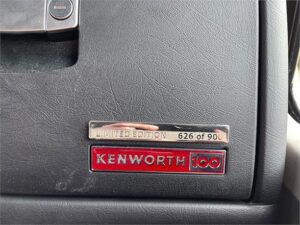 LIMITED EDITION 626 of 900
KENWORTH 100